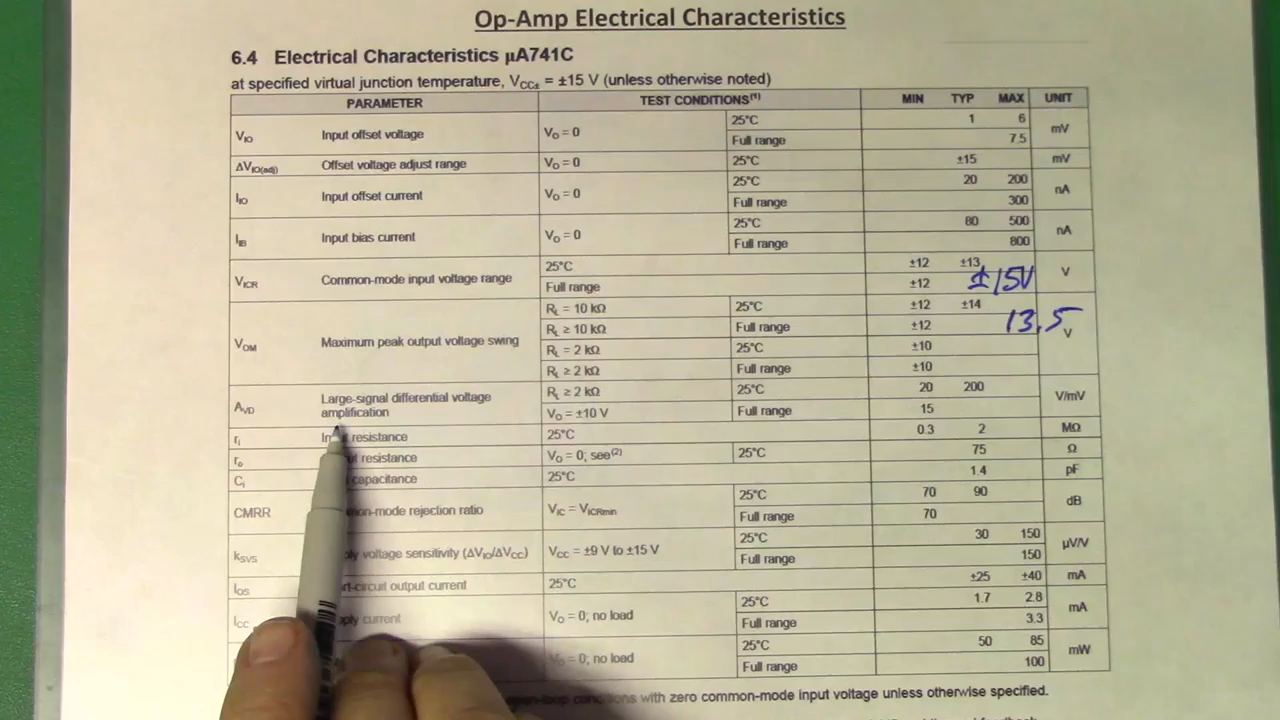 Op-Amp Electrical Characteristics
6.4 Electrical Characteristics µA741C
at specified virtual junction temperature, VCC± = ±15 V (unless otherwise noted)
PARAMETER TEST CONDITIONS(1) MIN TYP MAX UNIT
VIO Input offset voltage VO = 0 25°C 1 6 mV
Full range 7.5
ΔVIO(adj) Offset voltage adjust range VO = 0 25°C ±15 mV
IIO Input offset current VO = 0 25°C 20 200 nA
Full range 300
IIB Input bias current VO = 0 25°C 80 500 nA
Full range 800
VICR Common-mode input voltage range 25°C ±12 ±13 V
Full range ±12 ±15V
VOM Maximum peak output voltage swing RL = 10 kΩ 25°C ±12 ±14 V
RL ≥ 10 kΩ Full range ±12 13.5
RL = 2 kΩ 25°C ±10
RL ≥ 2 kΩ Full range ±10
AVD Large-signal differential voltage amplification RL ≥ 2 kΩ 25°C 20 200 V/mV
VO = ±10 V Full range 15
ri resistance 25°C 0.3 2 MΩ
ro resistance VO = 0; see(2) 25°C 75 Ω
Ci capacitance 25°C 1.4 pF
CMRR rejection ratio VIC = VICRmin 25°C 70 90 dB
Full range 70
kSVS voltage sensitivity (ΔVIO/ΔVCC) VCC = ±9 V to ±15 V 25°C 30 150 µV/V
Full range 150
IOS output current 25°C ±25 ±40 mA
ICC current VO = 0; no load 25°C 1.7 2.8 mA
Full range 3.3
VO = 0; no load 25°C 50 85 mW
Full range 100
conditions with zero common-mode input voltage unless otherwise specified.